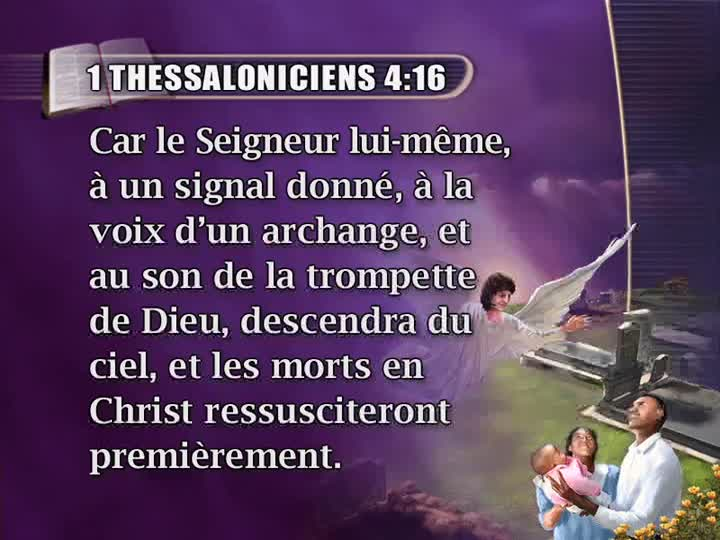 1 THESSALONICIENS 4:16
Car le Seigneur lui-même,
à un signal donné, à la
voix d'un archange, et
au son de la trompette
de Dieu, descendra du
ciel, et les morts en
Christ ressusciteront
premièrement.